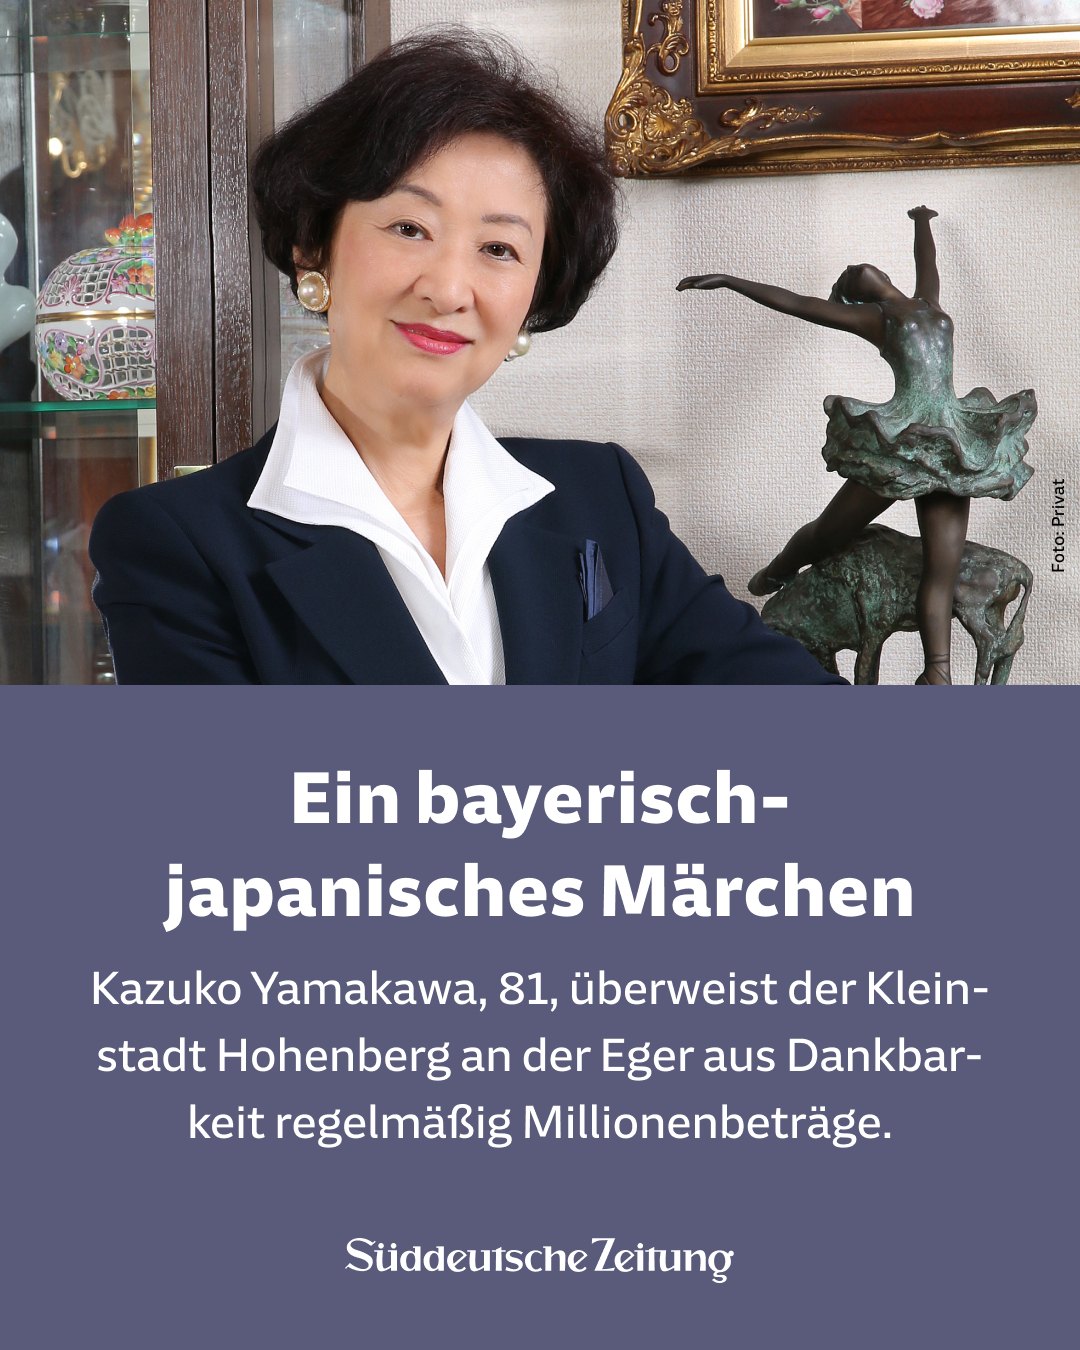 Foto: Privat
Ein bayerisch-
japanisches Märchen
Kazuko Yamakawa, 81, überweist der Klein-
stadt Hohenberg an der Eger aus Dankbar-
keit regelmäßig Millionenbeträge.
Süddeutsche Zeitung